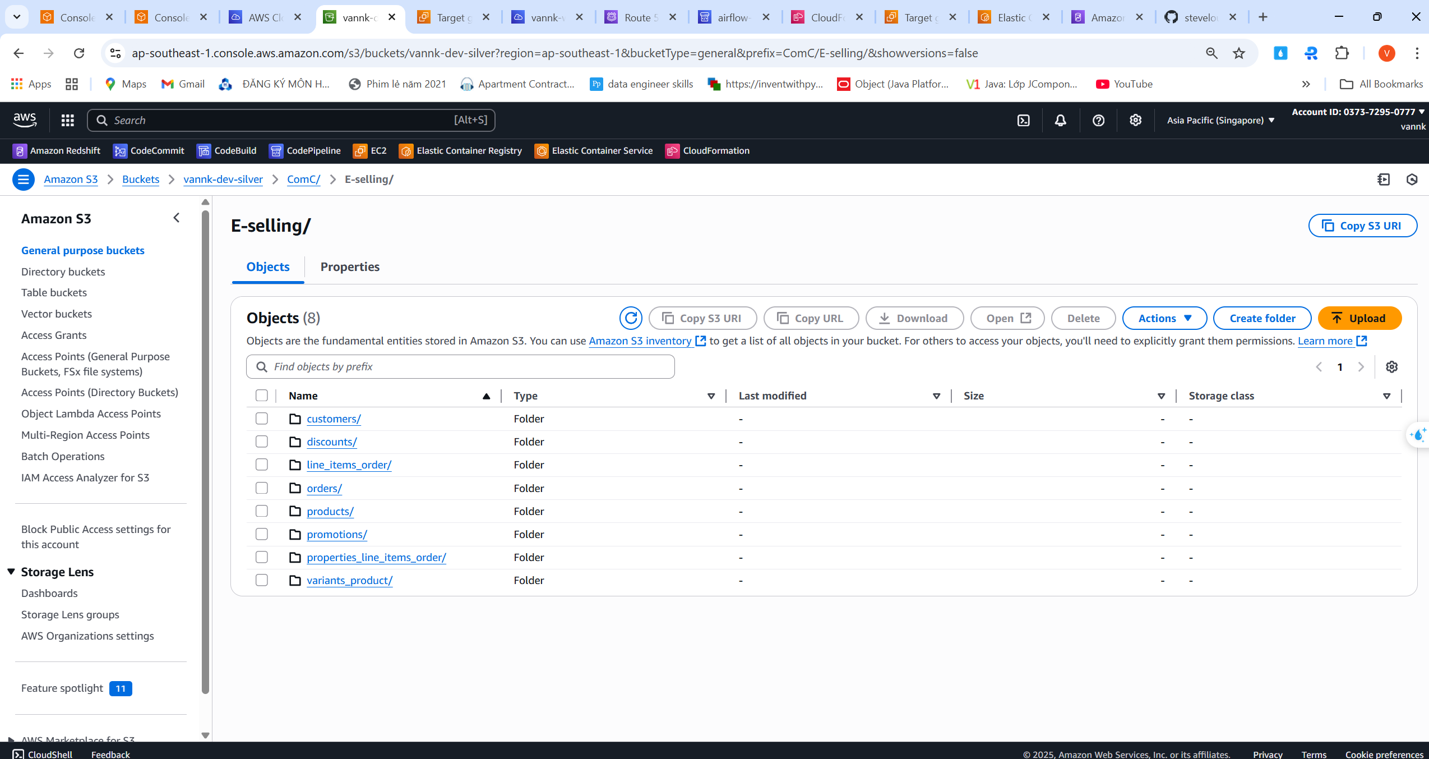 Console
Console
AWS Cl
vannk-d
Target g
vannk-
Route 5
airflow-
CloudF
Target g
Elastic C
Amazon
stevelo
ap-southeast-1.console.aws.amazon.com/s3/buckets/vannk-dev-silver?region=ap-southeast-1&bucketType=general&prefix=ComC/E-selling/&showversions=false
V
Apps
Maps
Gmail
ĐĂNG KÝ MÔN H...
Phim lẻ năm 2021
Apartment Contract...
data engineer skills
https://inventwithpy...
Object (Java Platfor...
Java: Lớp JCompon...
YouTube
»
All Bookmarks
aws
Search
[Alt+S]
Asia Pacific (Singapore)
Account ID: 0373-7295-0777
vannk
Amazon Redshift
CodeCommit
CodeBuild
CodePipeline
EC2
Elastic Container Registry
Elastic Container Service
CloudFormation
Amazon S3
Buckets
vannk-dev-silver
ComC/
E-selling/
Amazon S3
General purpose buckets
Directory buckets
Table buckets
Vector buckets
Access Grants
Access Points (General Purpose
Buckets, FSx file systems)
Access Points (Directory Buckets)
Object Lambda Access Points
Multi-Region Access Points
Batch Operations
IAM Access Analyzer for S3
Block Public Access settings for
this account
Storage Lens
Dashboards
Storage Lens groups
AWS Organizations settings
Feature spotlight 11
AWS Marketplace for S3
E-selling/
Copy S3 URI
Objects
Properties
Objects (8)
Copy S3 URI
Copy URL
Download
Open
Delete
Actions
Create folder
Upload
Objects are the fundamental entities stored in Amazon S3. You can use Amazon S3 inventory to get a list of all objects in your bucket. For others to access your objects, you'll need to explicitly grant them permissions. Learn more
Find objects by prefix
1
Name Type Last modified Size Storage class
customers/ Folder - - -
discounts/ Folder - - -
line_items_order/ Folder - - -
orders/ Folder - - -
products/ Folder - - -
promotions/ Folder - - -
properties_line_items_order/ Folder - - -
variants_product/ Folder - - -
CloudShell
Feedback
© 2025, Amazon Web Services, Inc. or its affiliates.
Privacy
Terms
Cookie preferences